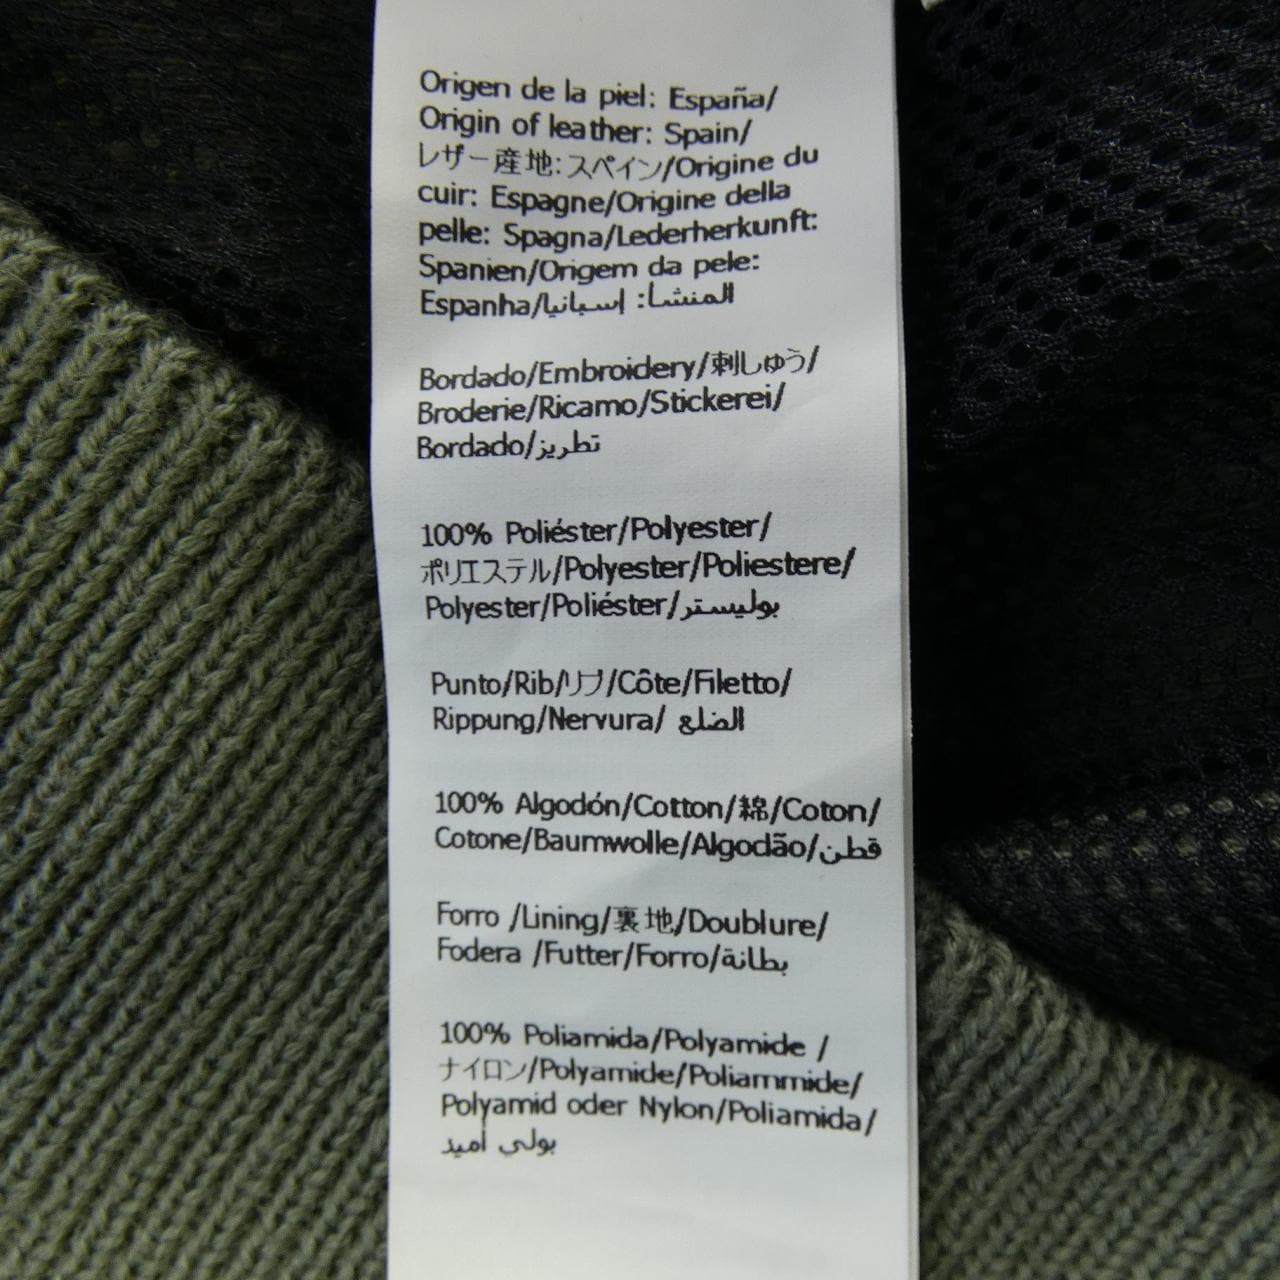 Origen de la piel: España/
Origin of leather: Spain/
レザー産地:スペイン/Origine du
cuir: Espagne/Origine della
pelle: Spagna/Lederherkunft:
Spanien/Origem da pele:
Espanha/المنشأ: إسبانيا
Bordado/Embroidery/刺しゅう/
Broderie/Ricamo/Stickerei/
Bordado/تطريز
100% Poliéster/Polyester/
ポリエステル/Polyester/Poliestere/
Polyester/Poliéster/بوليستر
Punto/Rib/リブ/Côte/Filetto/
Rippung/Nervura/ الضلع
100% Algodón/Cotton/綿/Coton/
Cotone/Baumwolle/Algodão/قطن
Forro /Lining/裏地/Doublure/
Fodera /Futter/Forro/بطانة
100% Poliamida/Polyamide /
ナイロン/Polyamide/Poliammide/
Polyamid oder Nylon/Poliamida/
بولي أميد